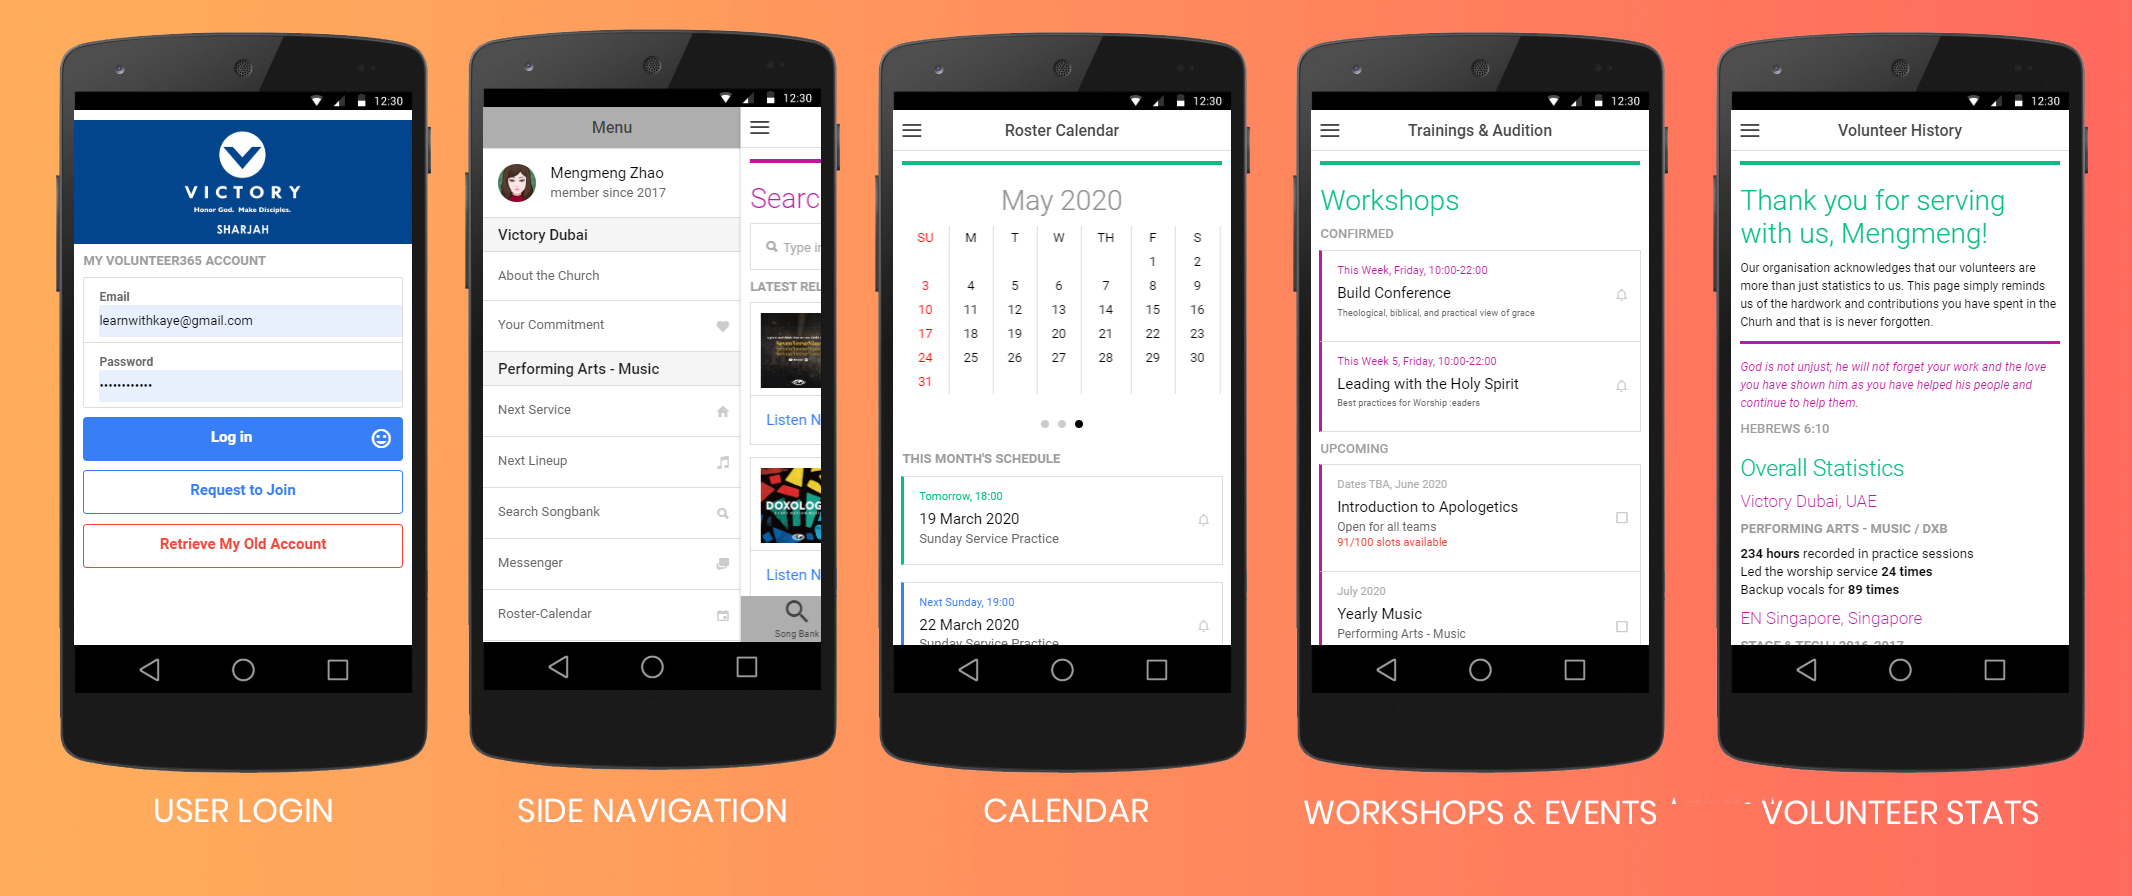 12:30
VICTORY
Honor God. Make Disciples.
SHARJAH
MY VOLUNTEER365 ACCOUNT
Email
learnwithkaye@gmail.com
Password
••••••••••••
Log in
Request to Join
Retrieve My Old Account
USER LOGIN
12:30
Menu
Mengmeng Zhao
member since 2017
Victory Dubai
About the Church
Your Commitment
Performing Arts - Music
Next Service
Next Lineup
Search Songbank
Messenger
Roster-Calendar
Searc
Type in
LATEST REL
Listen N
DOXOLOG
Listen N
Song Bank
SIDE NAVIGATION
12:30
Roster Calendar
May 2020
SU M T W TH F S
1 2
3 4 5 6 7 8 9
10 11 12 13 14 15 16
17 18 19 20 21 22 23
24 25 26 27 28 29 30
31
THIS MONTH'S SCHEDULE
Tomorrow, 18:00
19 March 2020
Sunday Service Practice
Next Sunday, 19:00
22 March 2020
Sunday Service Practice
CALENDAR
12:30
Trainings & Audition
Workshops
CONFIRMED
This Week, Friday, 10:00-22:00
Build Conference
Theological, biblical, and practical view of grace
This Week 5, Friday, 10:00-22:00
Leading with the Holy Spirit
Best practices for Worship :eaders
UPCOMING
Dates TBA, June 2020
Introduction to Apologetics
Open for all teams
91/100 slots available
July 2020
Yearly Music
Performing Arts - Music
WORKSHOPS & EVENTS
12:30
Volunteer History
Thank you for serving
with us, Mengmeng!
Our organisation acknowledges that our volunteers are
more than just statistics to us. This page simply reminds
us of the hardwork and contributions you have spent in the
Churh and that is is never forgotten.
God is not unjust; he will not forget your work and the love
you have shown him as you have helped his people and
continue to help them.
HEBREWS 6:10
Overall Statistics
Victory Dubai, UAE
PERFORMING ARTS - MUSIC / DXB
234 hours recorded in practice sessions
Led the worship service 24 times
Backup vocals for 89 times
EN Singapore, Singapore
STAGE & TECH | 2016-2017
VOLUNTEER STATS